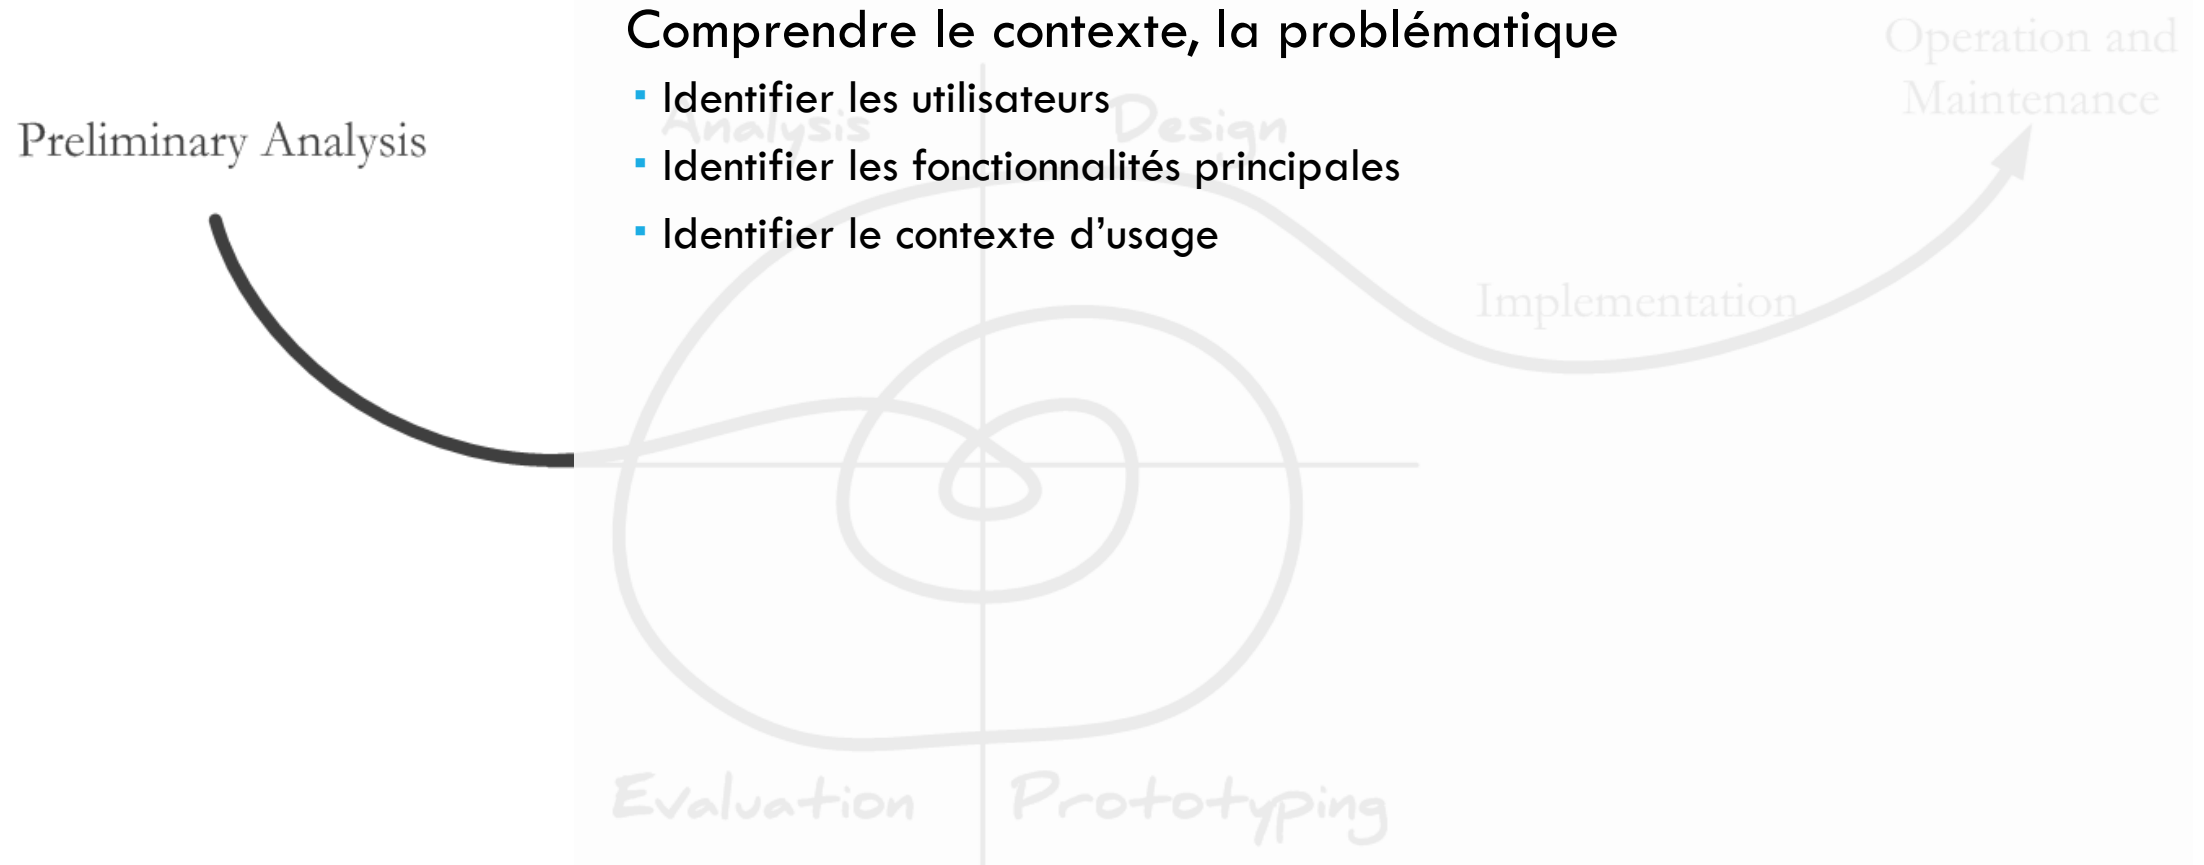 Comprendre le contexte, la problématique
▪ Identifier les utilisateurs
▪ Identifier les fonctionnalités principales
▪ Identifier le contexte d’usage
Preliminary Analysis
Analysis
Design
Operation and
Maintenance
Implementation
Evaluation
Prototyping